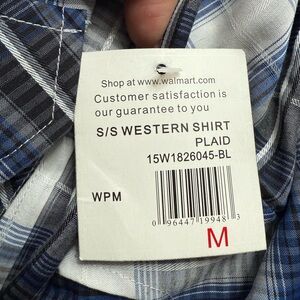 Shop at www.walmart.com
Customer satisfaction is
our guarantee to you
S/S WESTERN SHIRT
PLAID
15W1826045-BL
WPM
0 96447 19948 3
M